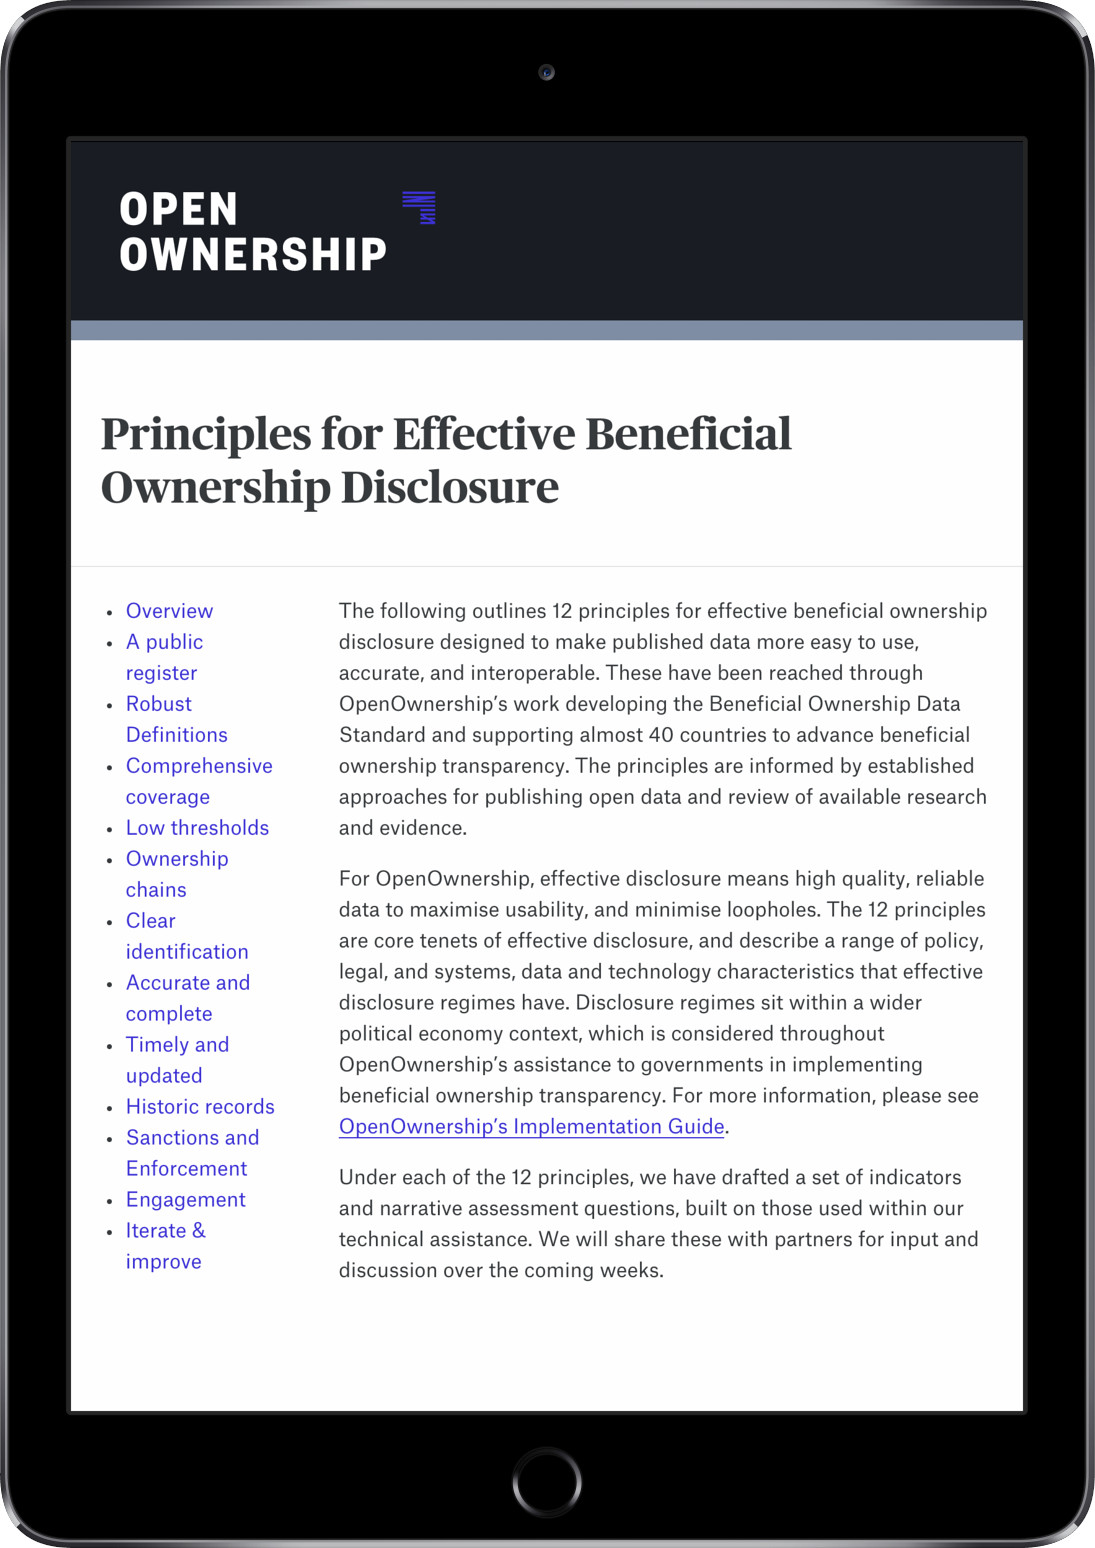 OPEN
OWNERSHIP
Principles for Effective Beneficial
Ownership Disclosure
Overview
A public
register
Robust
Definitions
Comprehensive
coverage
Low thresholds
Ownership
chains
Clear
identification
Accurate and
complete
Timely and
updated
Historic records
Sanctions and
Enforcement
Engagement
Iterate &
improve
The following outlines 12 principles for effective beneficial ownership
disclosure designed to make published data more easy to use,
accurate, and interoperable. These have been reached through
OpenOwnership’s work developing the Beneficial Ownership Data
Standard and supporting almost 40 countries to advance beneficial
ownership transparency. The principles are informed by established
approaches for publishing open data and review of available research
and evidence.
For OpenOwnership, effective disclosure means high quality, reliable
data to maximise usability, and minimise loopholes. The 12 principles
are core tenets of effective disclosure, and describe a range of policy,
legal, and systems, data and technology characteristics that effective
disclosure regimes have. Disclosure regimes sit within a wider
political economy context, which is considered throughout
OpenOwnership’s assistance to governments in implementing
beneficial ownership transparency. For more information, please see
OpenOwnership’s Implementation Guide.
Under each of the 12 principles, we have drafted a set of indicators
and narrative assessment questions, built on those used within our
technical assistance. We will share these with partners for input and
discussion over the coming weeks.